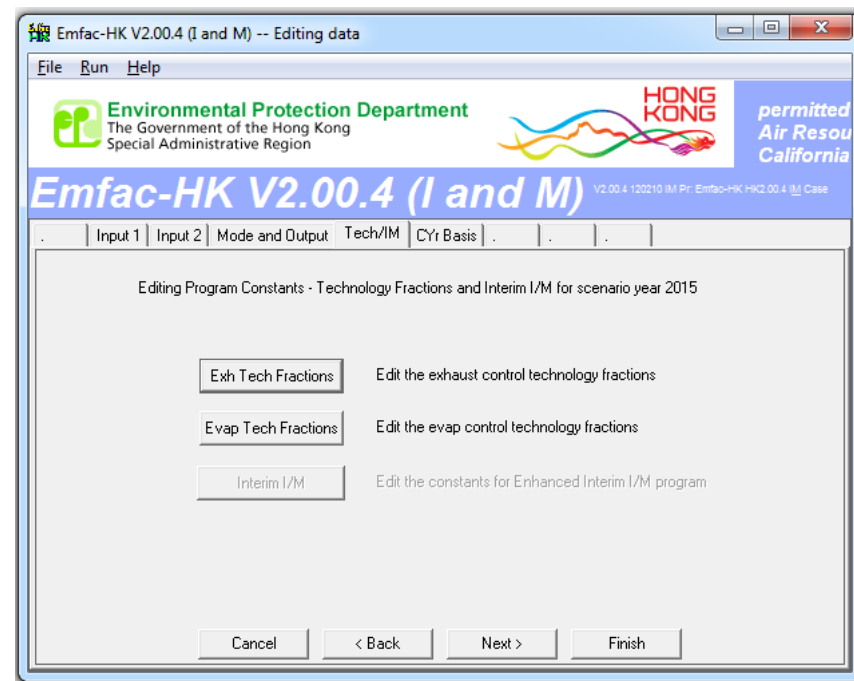 Emfac-HK V2.00.4 (I and M) -- Editing data
File Run Help
Environmental Protection Department
The Government of the Hong Kong
Special Administrative Region
HONG
KONG
permitted
Air Resou
California
Emfac-HK V2.00.4 (I and M)
V2.00.4 120210 IM Pr: Emfac-HK HK2.00.4 IM Case
. Input 1 Input 2 Mode and Output Tech/IM CYr Basis . . .
Editing Program Constants - Technology Fractions and Interim I/M for scenario year 2015
Exh Tech Fractions Edit the exhaust control technology fractions
Evap Tech Fractions Edit the evap control technology fractions
Interim I/M Edit the constants for Enhanced Interim I/M program
Cancel < Back Next > Finish